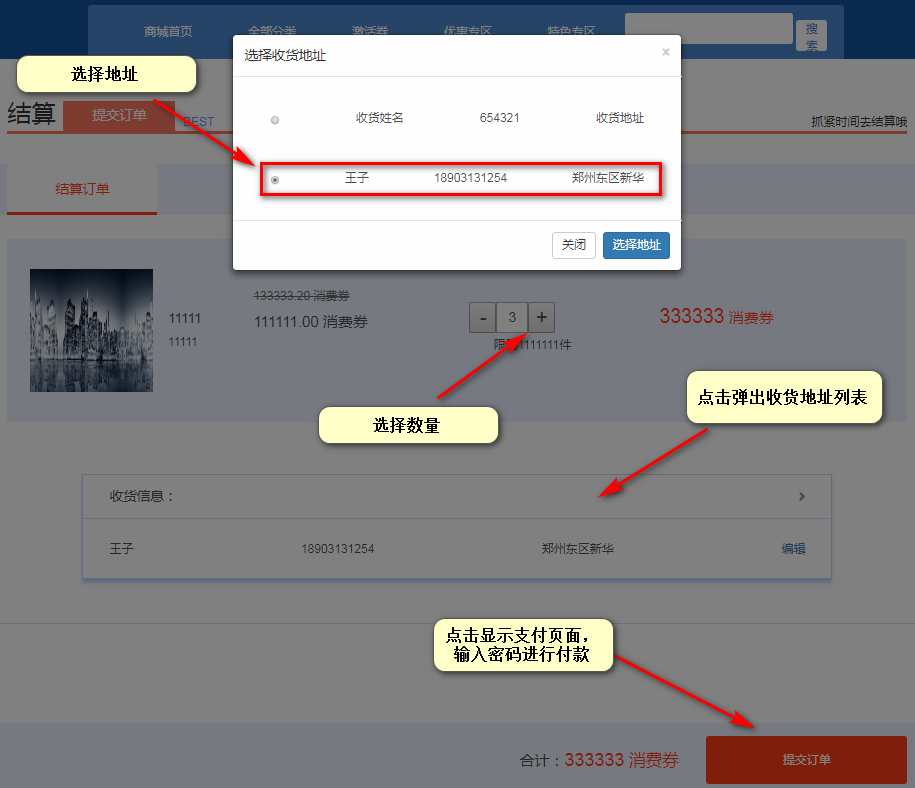 商城首页 全部分类 激活券 优惠专区 特色专区
搜索
选择收货地址 ×
选择地址
结算 提交订单 BEST
抓紧时间去结算哦
收货姓名 654321 收货地址
王子 18903131254 郑州东区新华
关闭 选择地址
结算订单
11111
11111
133333.20 消费券
111111.00 消费券
- 3 +
1111111件
333333 消费券
选择数量
点击弹出收货地址列表
收货信息：
王子 18903131254 郑州东区新华 编辑
点击显示支付页面，
输入密码进行付款
合计：333333 消费券
提交订单